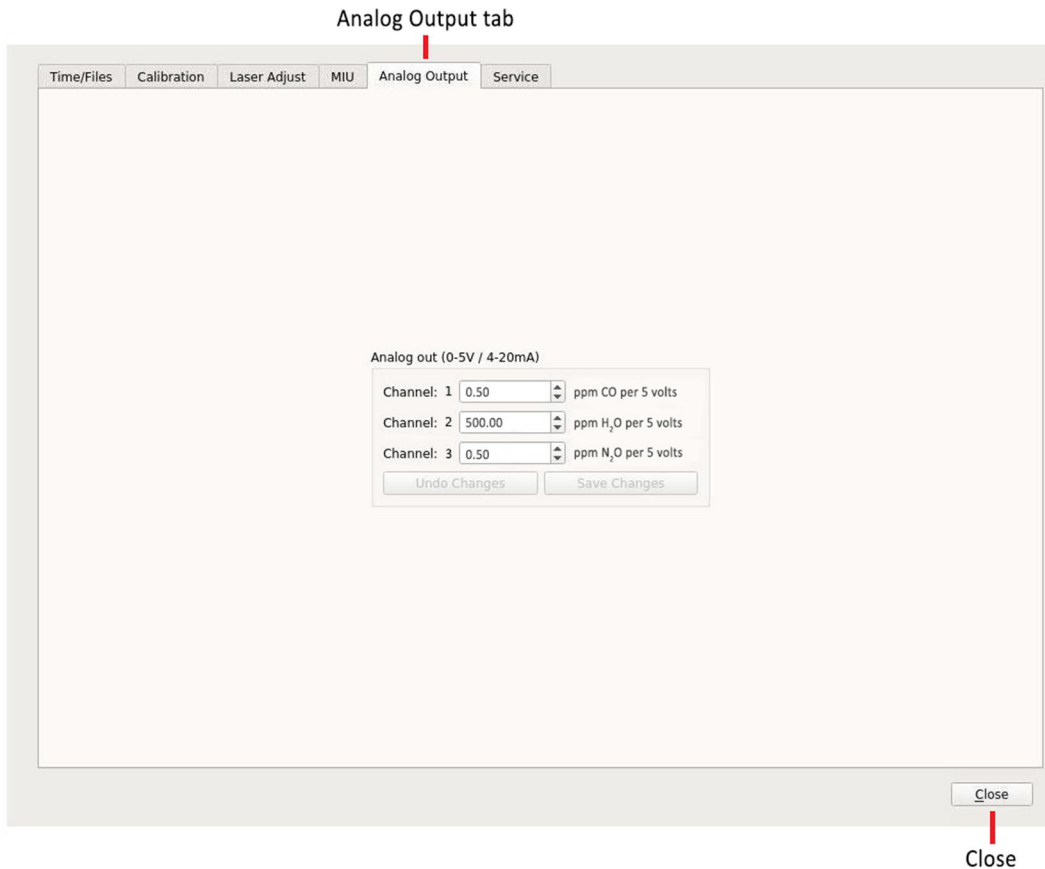 Analog Output tab
Time/Files Calibration Laser Adjust MIU Analog Output Service
Analog out (0-5V / 4-20mA)
Channel: 1 0.50 ppm CO per 5 volts
Channel: 2 500.00 ppm H₂O per 5 volts
Channel: 3 0.50 ppm N₂O per 5 volts
Undo Changes Save Changes
Close
Close